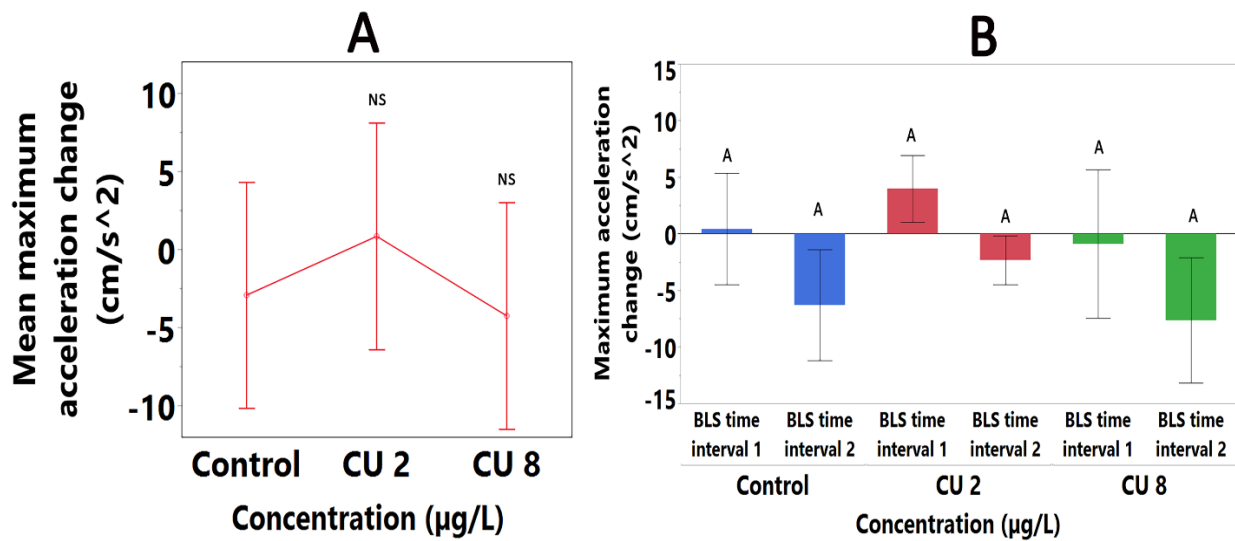 A
Mean maximum
acceleration change
(cm/s^2)
10
5
0
-5
-10
NS
NS
Control CU 2 CU 8
Concentration (µg/L)
B
Maximum acceleration
change (cm/s^2)
15
10
5
0
-5
-10
-15
A
A
A
A
A
A
BLS time BLS time BLS time BLS time BLS time BLS time
interval 1 interval 2 interval 1 interval 2 interval 1 interval 2
Control CU 2 CU 8
Concentration (µg/L)